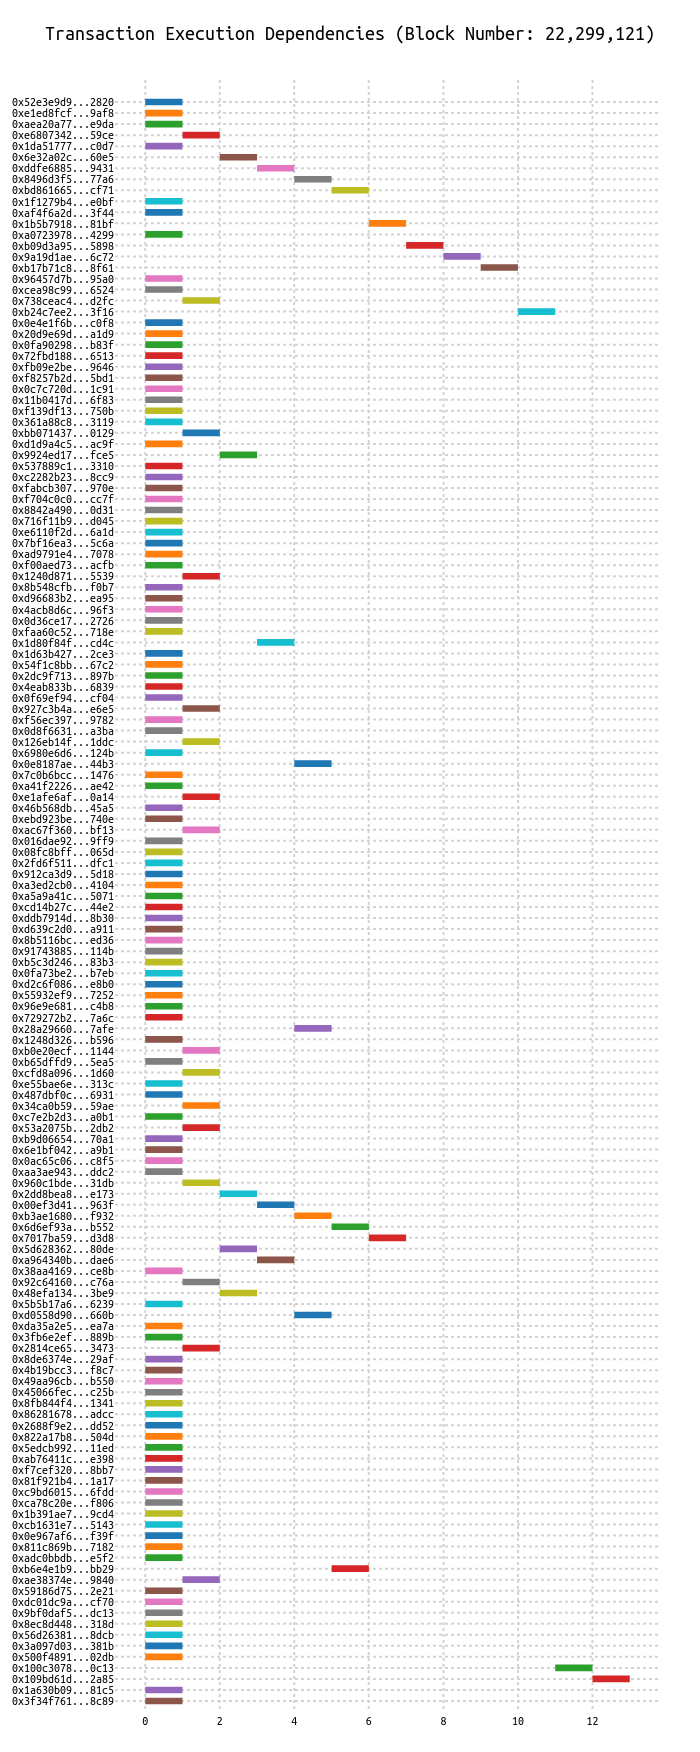 Transaction Execution Dependencies (Block Number: 22,299,121)
0x52e3e9d9...2820
0xe1ed8fcf...9af8
0xaea20a77...e9da
0xe6807342...59ce
0x1da51777...c0d7
0x6e32a02c...60e5
0xddfe6885...9431
0x8496d3f5...77a6
0xbd861665...cf71
0x1f1279b4...e0bf
0xaf4f6a2d...3f44
0x1b5b7918...81bf
0xa0723978...4299
0xb09d3a95...5898
0x9a19d1ae...6c72
0xb17b71c8...8f61
0x96457d7b...95a0
0xcea98c99...6524
0x738ceac4...d2fc
0xb24c7ee2...3f16
0x0e4e1f6b...c0f8
0x20d9e69d...a1d9
0x0fa90298...b83f
0x72fbd188...6513
0xfb09e2be...9646
0xf8257b2d...5bd1
0x0c7c720d...1c91
0x11b0417d...6f83
0xf139df13...750b
0x361a88c8...3119
0xbb071437...0129
0xd1d9a4c5...ac9f
0x9924ed17...fce5
0x537889c1...3310
0xc2282b23...8cc9
0xfabcb307...970e
0xf704c0c0...cc7f
0x8842a490...0d31
0x716f11b9...d045
0xe6110f2d...6a1d
0x7bf16ea3...5c6a
0xad9791e4...7078
0xf00aed73...acfb
0x1240d871...5539
0x8b548cfb...f0b7
0xd96683b2...ea95
0x4acb8d6c...96f3
0x0d36ce17...2726
0xfaa60c52...718e
0x1d80f84f...cd4c
0x1d63b427...2ce3
0x54f1c8bb...67c2
0x2dc9f713...897b
0x4eab833b...6839
0x0f69ef94...cf04
0x927c3b4a...e6e5
0xf56ec397...9782
0x0d8f6631...a3ba
0x126eb14f...1ddc
0x6980e6d6...124b
0x0e8187ae...44b3
0x7c0b6bcc...1476
0xa41f2226...ae42
0xe1afe6af...0a14
0x46b568db...45a5
0xebd923be...740e
0xac67f360...bf13
0x016dae92...9ff9
0x08fc8bff...065d
0x2fd6f511...dfc1
0x912ca3d9...5d18
0xa3ed2cb0...4104
0xa5a9a41c...5071
0xcd14b27c...44e2
0xddb7914d...8b30
0xd639c2d0...a911
0x8b5116bc...ed36
0x91743885...114b
0xb5c3d246...83b3
0x0fa73be2...b7eb
0xd2c6f086...e8b0
0x55932ef9...7252
0x96e9e681...c4b8
0x729272b2...7a6c
0x28a29660...7afe
0x1248d326...b596
0xb0e20ecf...1144
0xb65dffd9...5ea5
0xcfd8a096...1d60
0xe55bae6e...313c
0x487dbf0c...6931
0x34ca0b59...59ae
0xc7e2b2d3...a0b1
0x53a2075b...2db2
0xb9d06654...70a1
0x6e1bf042...a9b1
0x0ac65c06...c8f5
0xaa3ae943...ddc2
0x960c1bde...31db
0x2dd8bea8...e173
0x00ef3d41...963f
0xb3ae1680...f932
0x6d6ef93a...b552
0x7017ba59...d3d8
0x5d628362...80de
0xa964340b...dae6
0x38aa4169...ce8b
0x92c64160...c76a
0x48efa134...3be9
0x5b5b17a6...6239
0xd0558d90...660b
0xda35a2e5...ea7a
0x3fb6e2ef...889b
0x2814ce65...3473
0x8de6374e...29af
0x4b19bcc3...f8c7
0x49aa96cb...b550
0x45066fec...c25b
0x8fb844f4...1341
0x86281678...adcc
0x2688f9e2...dd52
0x822a17b8...504d
0x5edcb992...11ed
0xab76411c...e398
0xf7cef320...8bb7
0x81f921b4...1a17
0xc9bd6015...6fdd
0xca78c20e...f806
0x1b391ae7...9cd4
0xcb1631e7...5143
0x0e967af6...f39f
0x811c869b...7182
0xadc0bbdb...e5f2
0xb6e4e1b9...bb29
0xae38374e...9840
0x59186d75...2e21
0xdc01dc9a...cf70
0x9bf0daf5...dc13
0x8ec8d448...318d
0x56d26381...8dcb
0x3a097d03...381b
0x500f4891...02db
0x100c3078...0c13
0x109bd61d...2a85
0x1a630b09...81c5
0x3f34f761...8c89
0 2 4 6 8 10 12